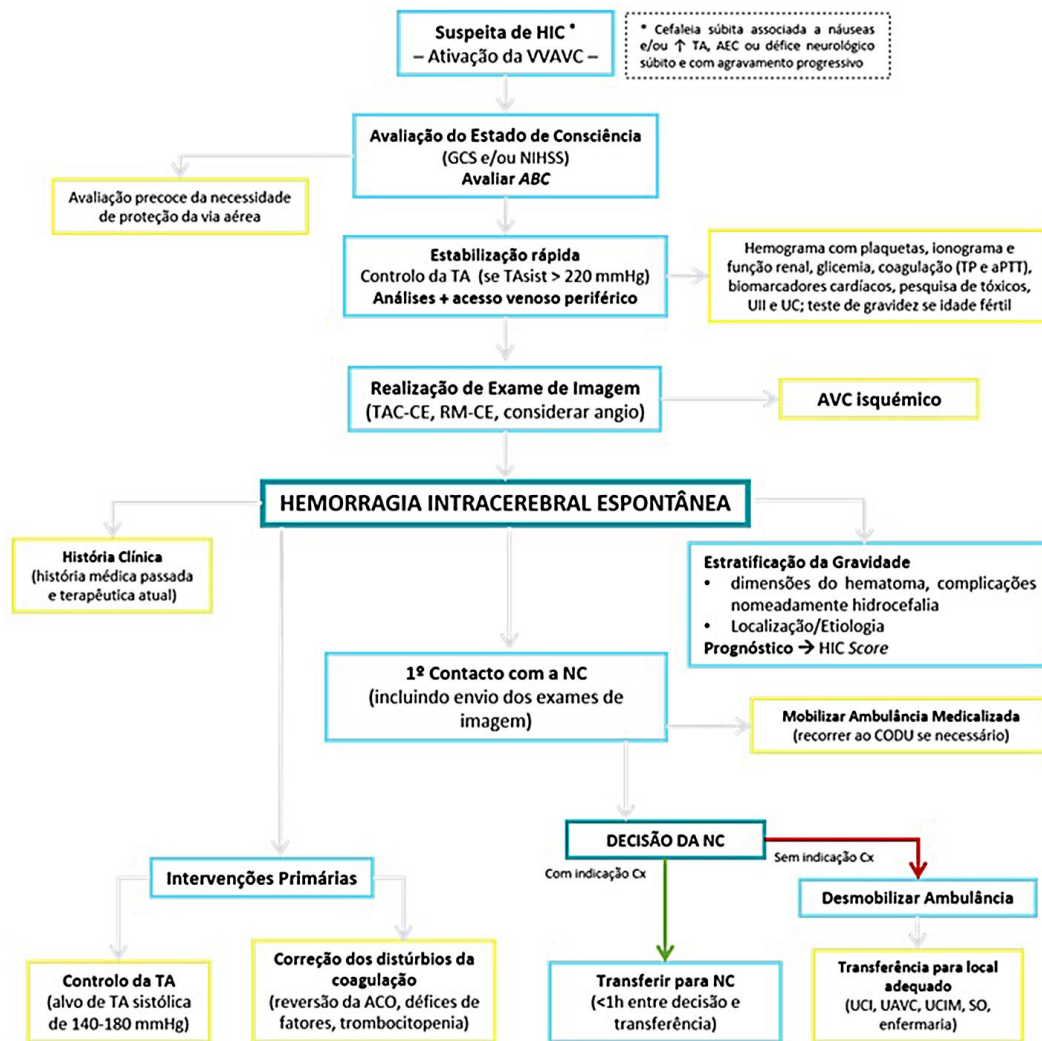 Suspeita de HIC *
– Ativação da VVAVC –
* Cefaleia súbita associada a náuseas
e/ou ↑ TA, AEC ou défice neurológico
súbito e com agravamento progressivo
Avaliação do Estado de Consciência
(GCS e/ou NIHSS)
Avaliar ABC
Avaliação precoce da necessidade
de proteção da via aérea
Estabilização rápida
Controlo da TA (se TAsist > 220 mmHg)
Análises + acesso venoso periférico
Hemograma com plaquetas, ionograma e
função renal, glicemia, coagulação (TP e aPTT),
biomarcadores cardíacos, pesquisa de tóxicos,
UII e UC; teste de gravidez se idade fértil
Realização de Exame de Imagem
(TAC-CE, RM-CE, considerar angio)
AVC isquémico
HEMORRAGIA INTRACEREBRAL ESPONTÂNEA
História Clínica
(história médica passada
e terapêutica atual)
Estratificação da Gravidade
• dimensões do hematoma, complicações
nomeadamente hidrocefalia
• Localização/Etiologia
Prognóstico → HIC Score
1º Contacto com a NC
(incluindo envio dos exames de
imagem)
Mobilizar Ambulância Medicalizada
(recorrer ao CODU se necessário)
DECISÃO DA NC
Com indicação Cx
Sem indicação Cx
Intervenções Primárias
Desmobilizar Ambulância
Controlo da TA
(alvo de TA sistólica
de 140-180 mmHg)
Correção dos distúrbios da
coagulação
(reversão da ACO, défices de
fatores, trombocitopenia)
Transferir para NC
(<1h entre decisão e
transferência)
Transferência para local
adequado
(UCI, UAVC, UCIM, SO,
enfermaria)